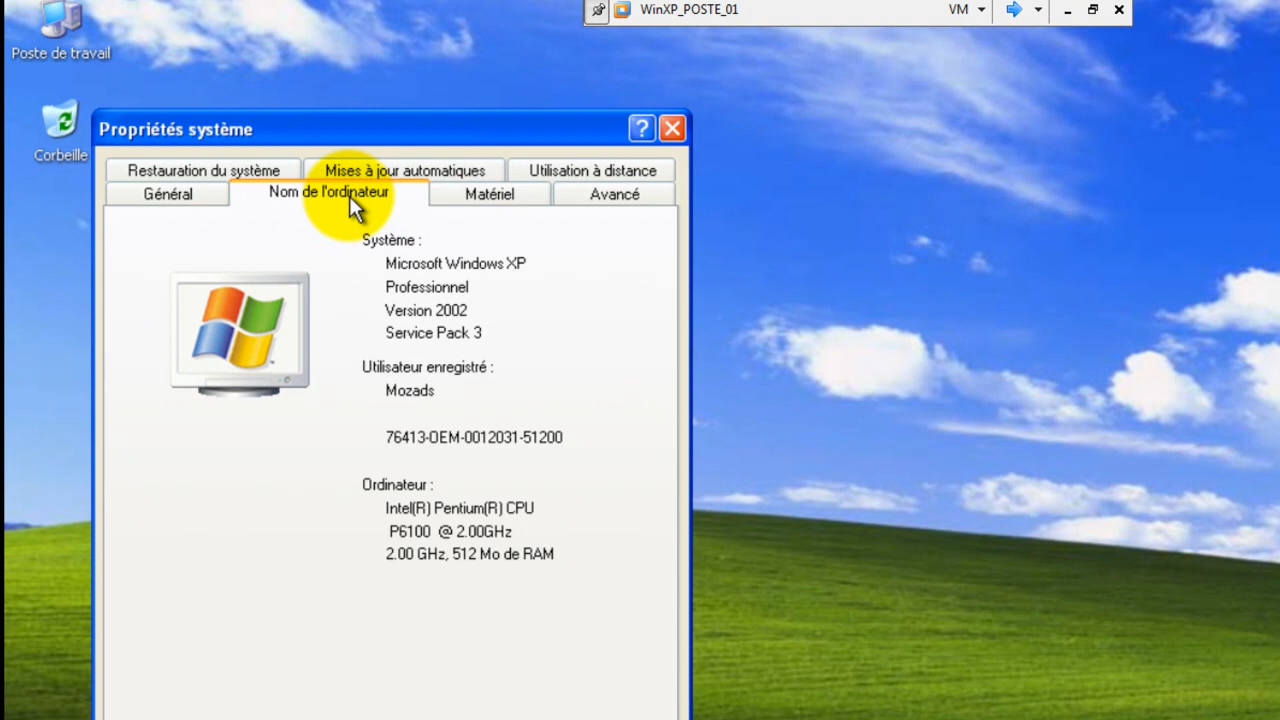 WinXP_POSTE_01
VM
Poste de travail
Corbeille
Propriétés système
Restauration du système
Mises à jour automatiques
Utilisation à distance
Général
Nom de l'ordinateur
Matériel
Avancé
Système :
Microsoft Windows XP
Professionnel
Version 2002
Service Pack 3
Utilisateur enregistré :
Mozads
76413-OEM-0012031-51200
Ordinateur :
Intel(R) Pentium(R) CPU
P6100 @ 2.00GHz
2.00 GHz, 512 Mo de RAM